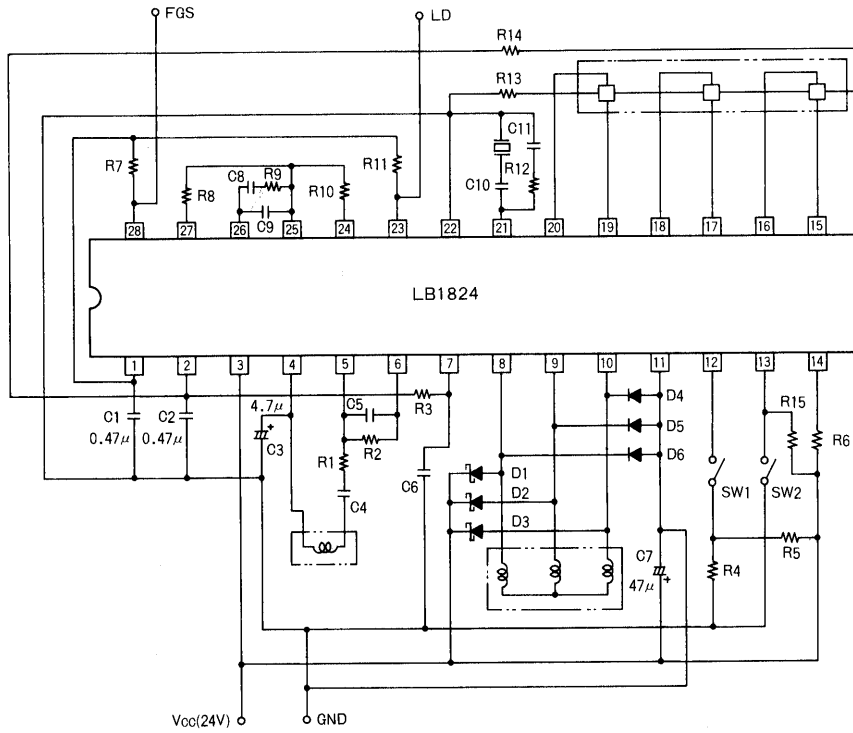 FGS LD
R14
R13
C11
R7 R11 R12
C8 R9
R8 R10 C10
C9
28 27 26 25 24 23 22 21 20 19 18 17 16 15
LB1824
1 2 3 4 5 6 7 8 9 10 11 12 13 14
4.7μ C5 R3 D4 R15
C1 C2 D5 R6
0.47μ 0.47μ C3 R2
R1 D6
C6 D1 SW1 SW2
C4 D2
D3 R5
C7 R4
47μ
Vcc(24V) GND